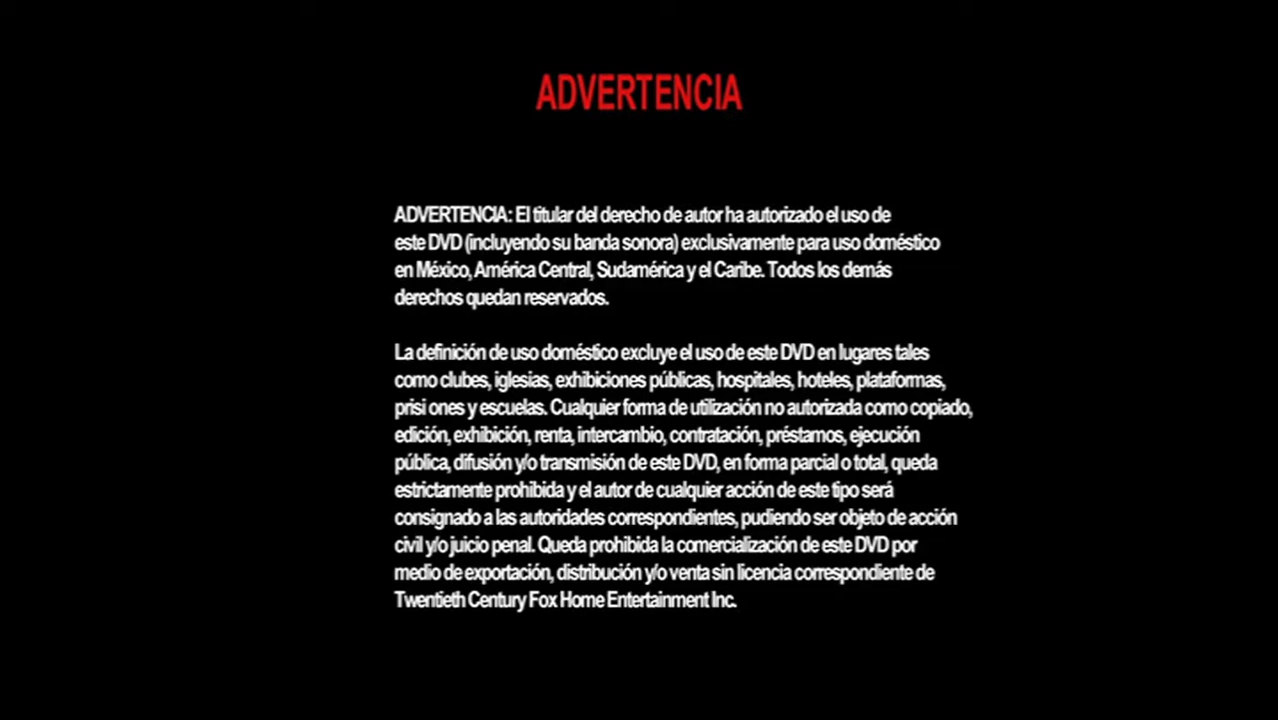 ADVERTENCIA
ADVERTENCIA: El titular del derecho de autor ha autorizado el uso de
este DVD (incluyendo su banda sonora) exclusivamente para uso doméstico
en México, América Central, Sudamérica y el Caribe. Todos los demás
derechos quedan reservados.
La definición de uso doméstico excluye el uso de este DVD en lugares tales
como clubes, iglesias, exhibiciones públicas, hospitales, hoteles, plataformas,
prisi ones y escuelas. Cualquier forma de utilización no autorizada como copiado,
edición, exhibición, renta, intercambio, contratación, préstamos, ejecución
pública, difusión y/o transmisión de este DVD, en forma parcial o total, queda
estrictamente prohibida y el autor de cualquier acción de este tipo será
consignado a las autoridades correspondientes, pudiendo ser objeto de acción
civil y/o juicio penal. Queda prohibida la comercialización de este DVD por
medio de exportación, distribución y/o venta sin licencia correspondiente de
Twentieth Century Fox Home Entertainment Inc.